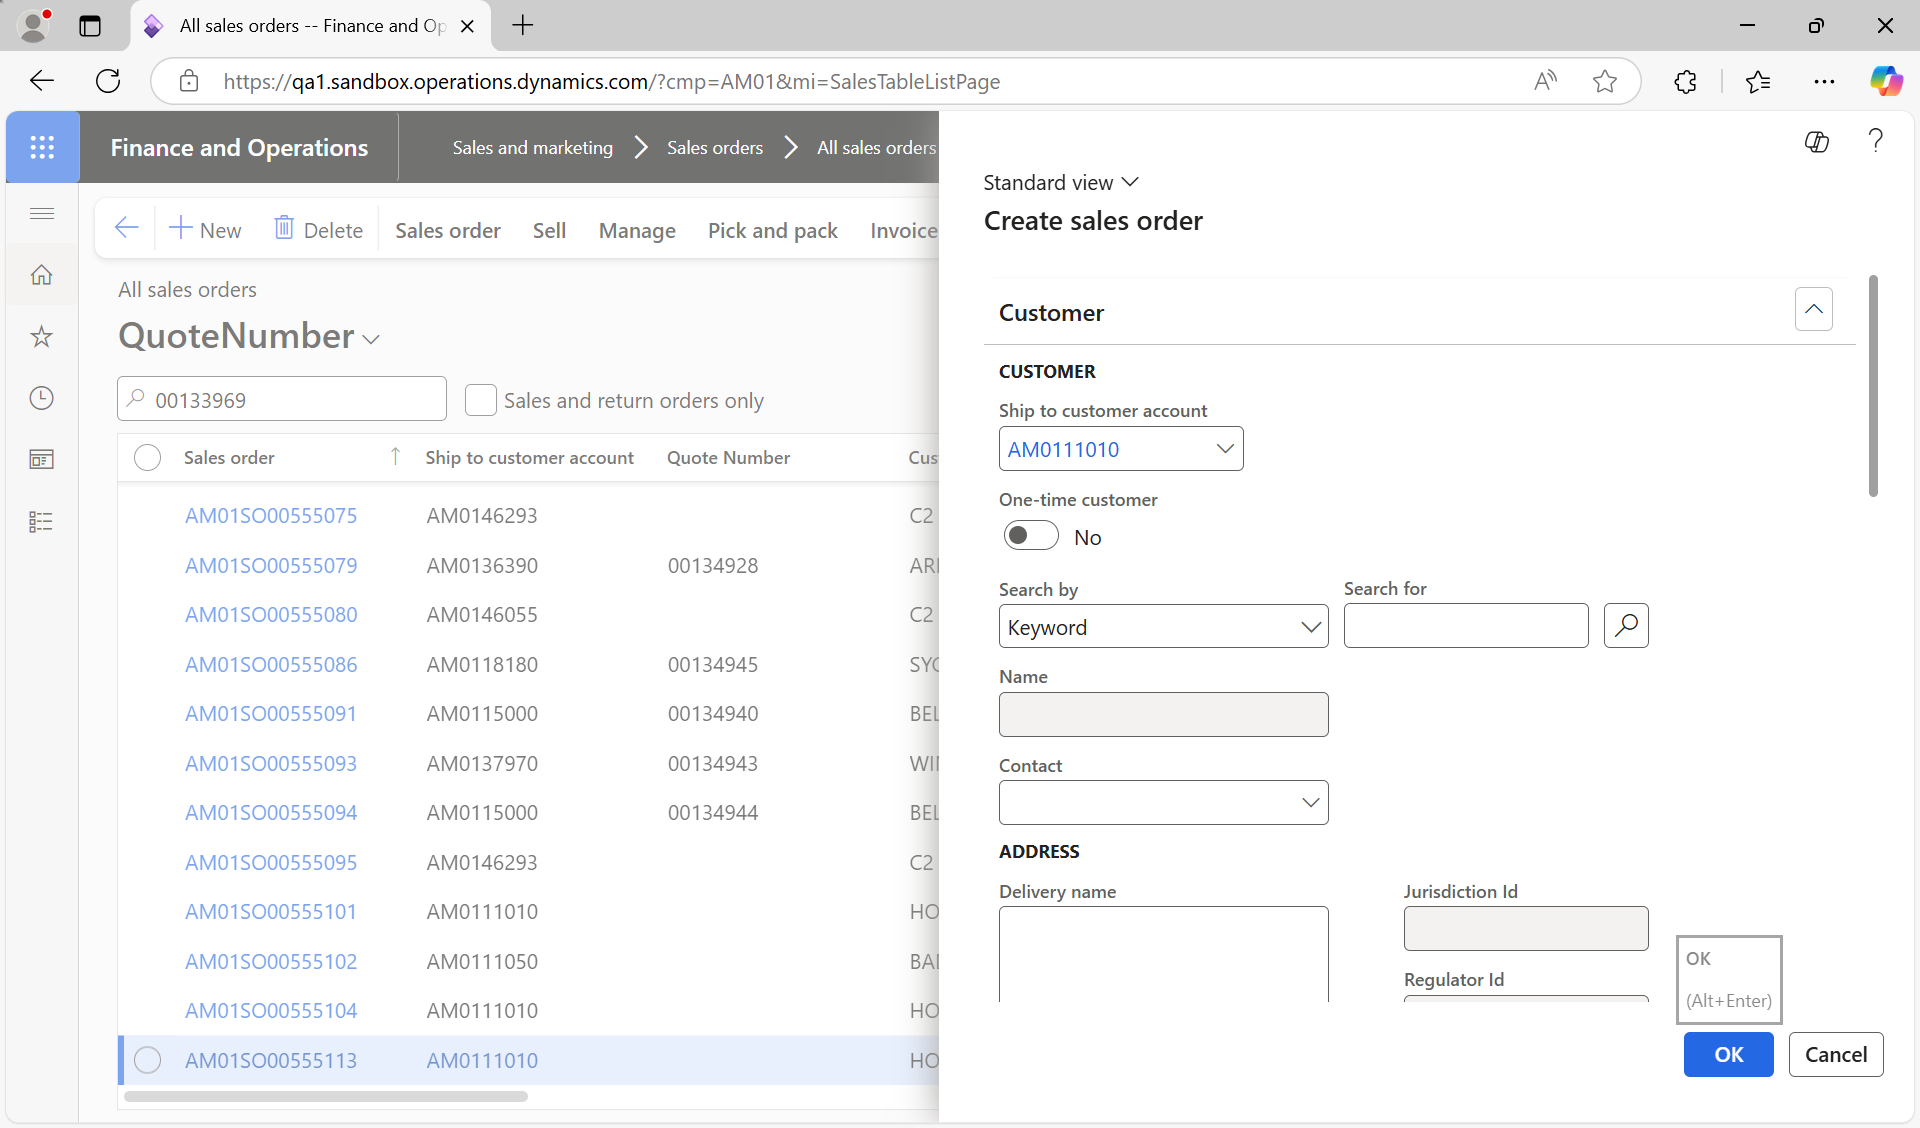 All sales orders -- Finance and Op
https://qa1.sandbox.operations.dynamics.com/?cmp=AM01&mi=SalesTableListPage
Finance and Operations
Sales and marketing
Sales orders
All sales orders
New
Delete
Sales order
Sell
Manage
Pick and pack
Invoice
All sales orders
QuoteNumber
00133969
Sales and return orders only
Sales order
Ship to customer account
Quote Number
Cus
AM01SO00555075 AM0146293 C2
AM01SO00555079 AM0136390 00134928 ARI
AM01SO00555080 AM0146055 C2
AM01SO00555086 AM0118180 00134945 SYC
AM01SO00555091 AM0115000 00134940 BEL
AM01SO00555093 AM0137970 00134943 WII
AM01SO00555094 AM0115000 00134944 BEL
AM01SO00555095 AM0146293 C2
AM01SO00555101 AM0111010 HO
AM01SO00555102 AM0111050 BAI
AM01SO00555104 AM0111010 HO
AM01SO00555113 AM0111010 HO
Standard view
Create sales order
Customer
CUSTOMER
Ship to customer account
AM0111010
One-time customer
No
Search by
Keyword
Search for
Name
Contact
ADDRESS
Delivery name
Jurisdiction Id
Regulator Id
OK
(Alt+Enter)
OK
Cancel